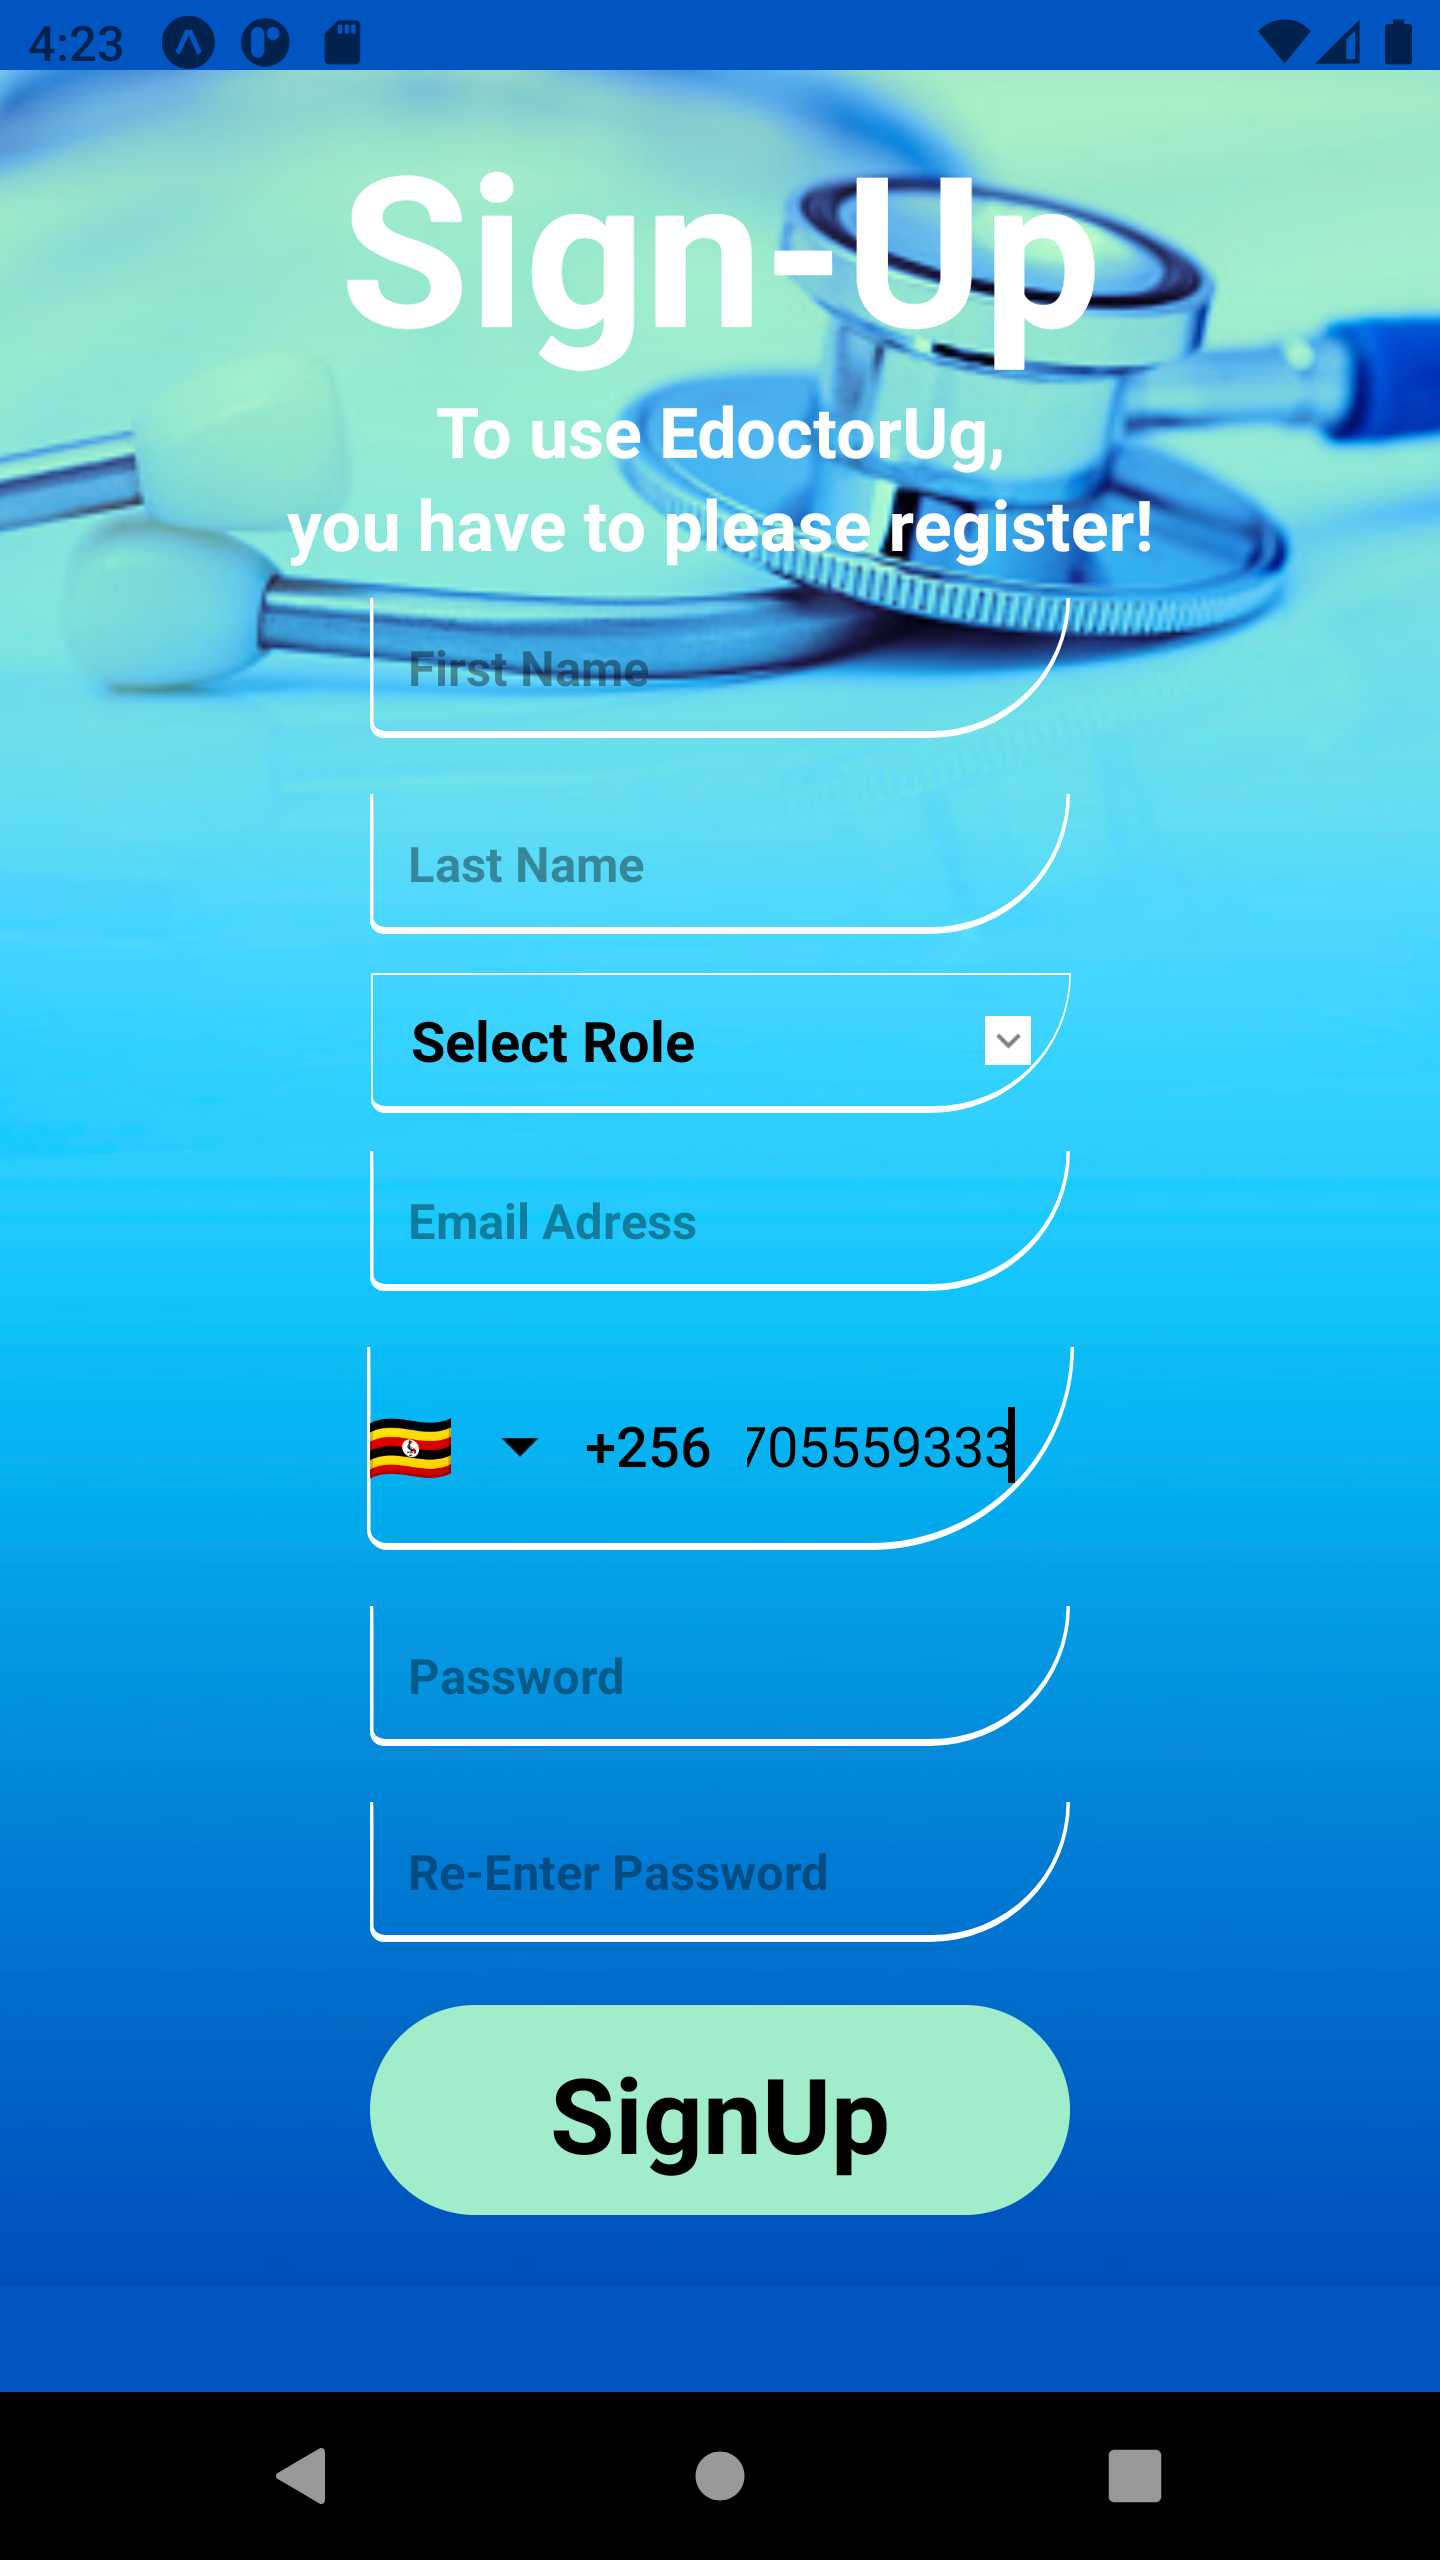 4:23
Sign-Up
To use EdoctorUg,
you have to please register!
First Name
Last Name
Select Role
Email Adress
+256 705559333
Password
Re-Enter Password
SignUp